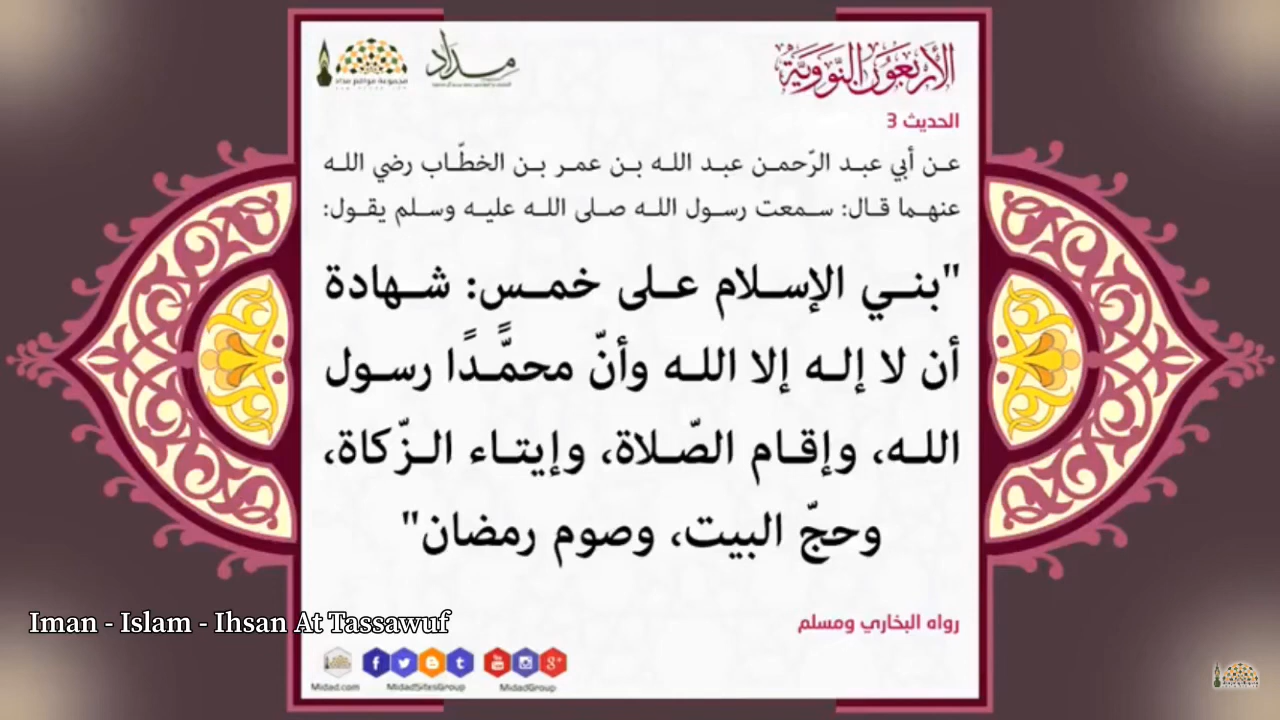 الأربعون النووية
مداد
مجموعة مواقع مداد
الحديث 3
عن أبي عبد الرّحمن عبد الله بن عمر بن الخطّاب رضي الله
عنهما قال: سمعت رسول الله صلى الله عليه وسلم يقول:
"بني الإسلام على خمس: شهادة
أن لا إله إلا الله وأنّ محمَّدًا رسول
الله، وإقام الصّلاة، وإيتاء الزّكاة،
وحجّ البيت، وصوم رمضان"
رواه البخاري ومسلم
Iman - Islam - Ihsan At Tassawuf
Midad.com MidadSitesGroup MidadGroup